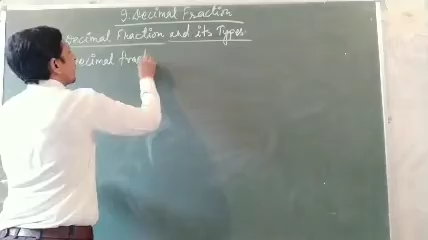 9. Decimal Fraction
Decimal Fraction and its Types.
Decimal fract